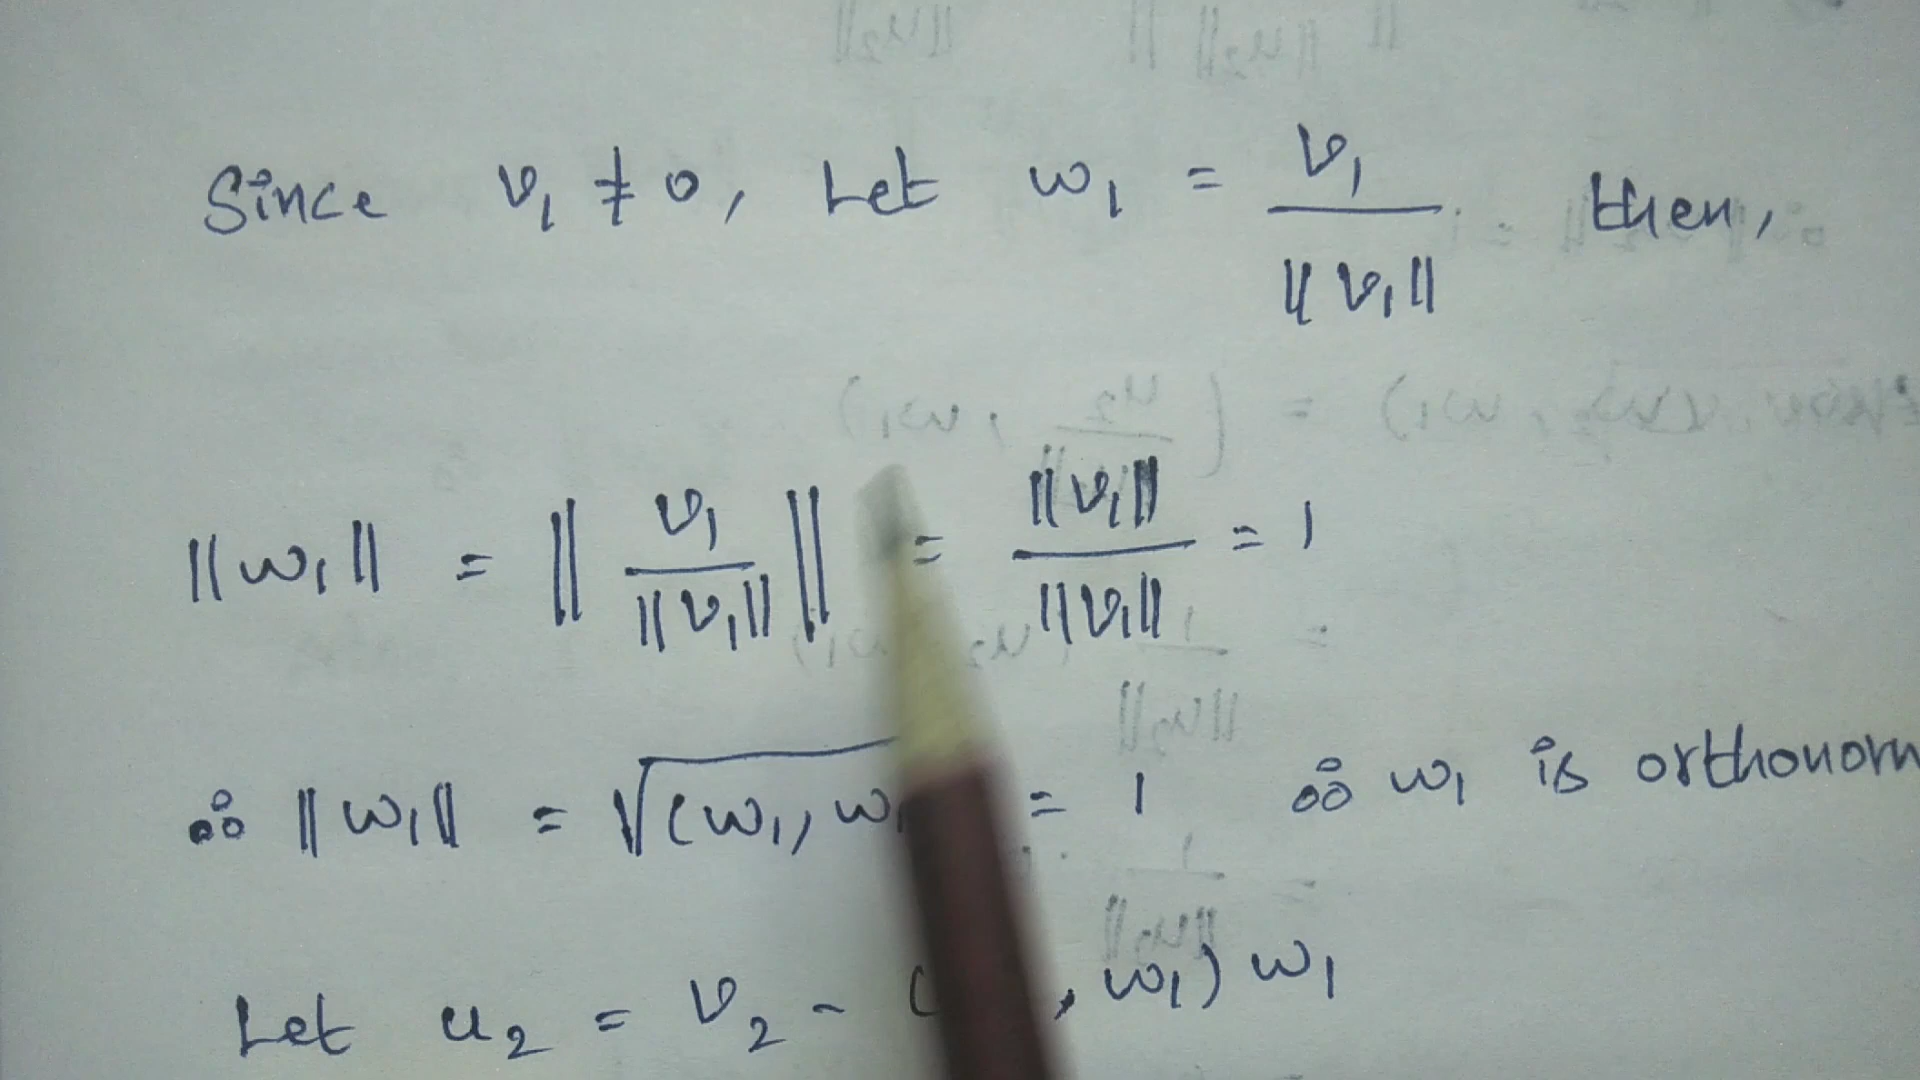 Since v₁ ≠ 0, Let w₁ = v₁ / ||v₁|| then,
||w₁|| = || v₁ / ||v₁|| || = ||v₁|| / ||v₁|| = 1
∴ ||w₁|| = √(w₁, w₁ = 1 ∴ w₁ is orthonorm
Let u₂ = v₂ - ( , w₁) w₁